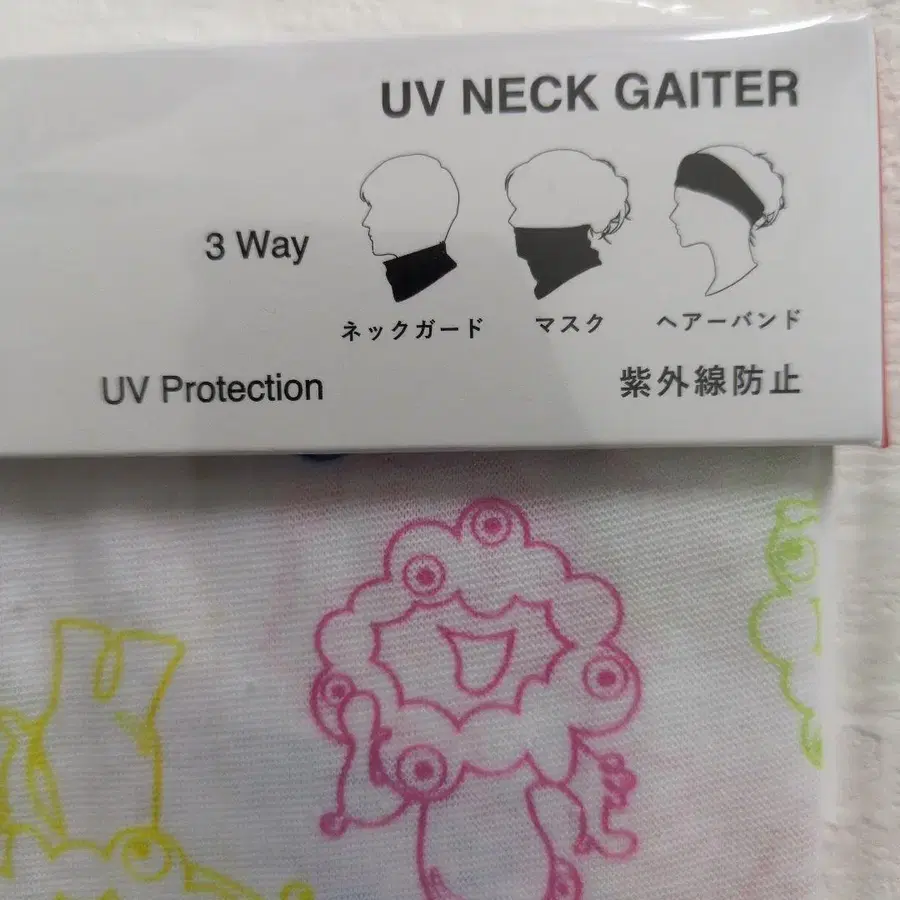 UV NECK GAITER
3 Way
ネックガード マスク ヘアーバンド
UV Protection 紫外線防止